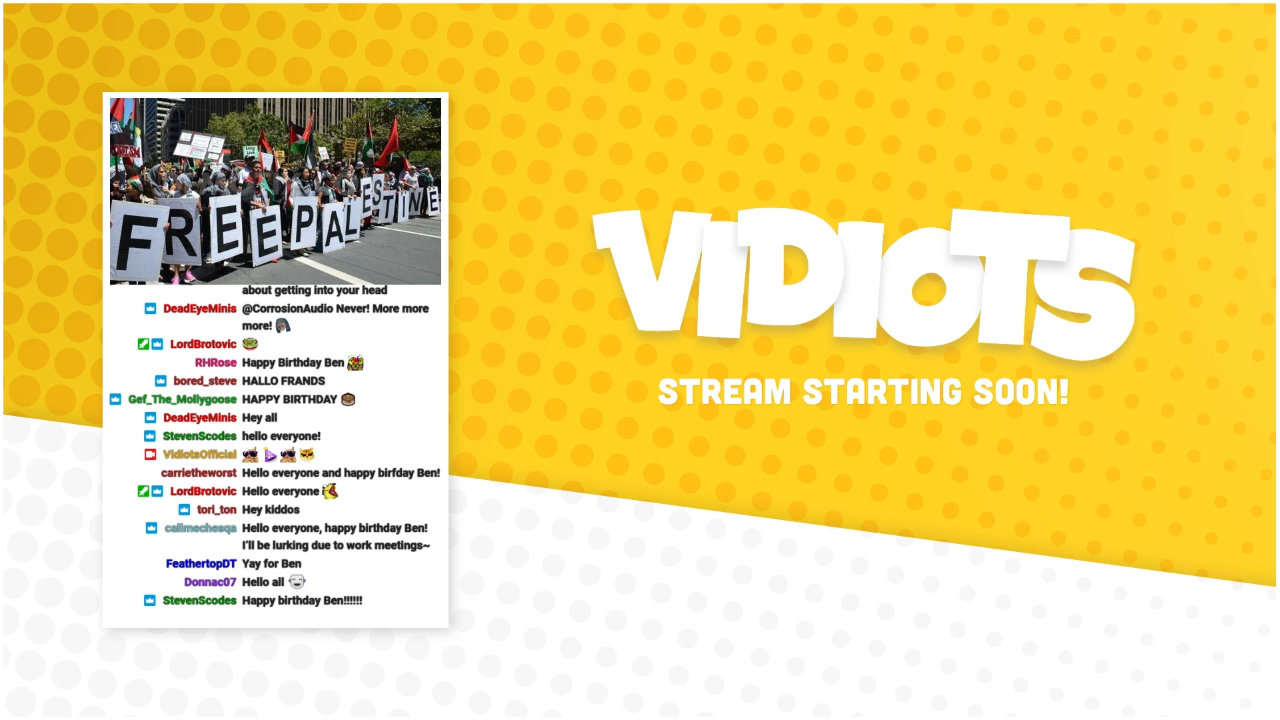 FREE PALESTINE
about getting into your head
DeadEyeMinis @CorrosionAudio Never! More more
more!
LordBrotovic
RHRose Happy Birthday Ben
bored_steve HALLO FRANDS
Gef_The_Mollygoose HAPPY BIRTHDAY
DeadEyeMinis Hey all
StevenScodes hello everyone!
VidiotsOfficial
carrietheworst Hello everyone and happy birfday Ben!
LordBrotovic Hello everyone
tori_ton Hey kiddos
callmechesqa Hello everyone, happy birthday Ben!
I'll be lurking due to work meetings~
FeathertopDT Yay for Ben
Donnac07 Hello all
StevenScodes Happy birthday Ben!!!!!!
VIDIOTS
STREAM STARTING SOON!